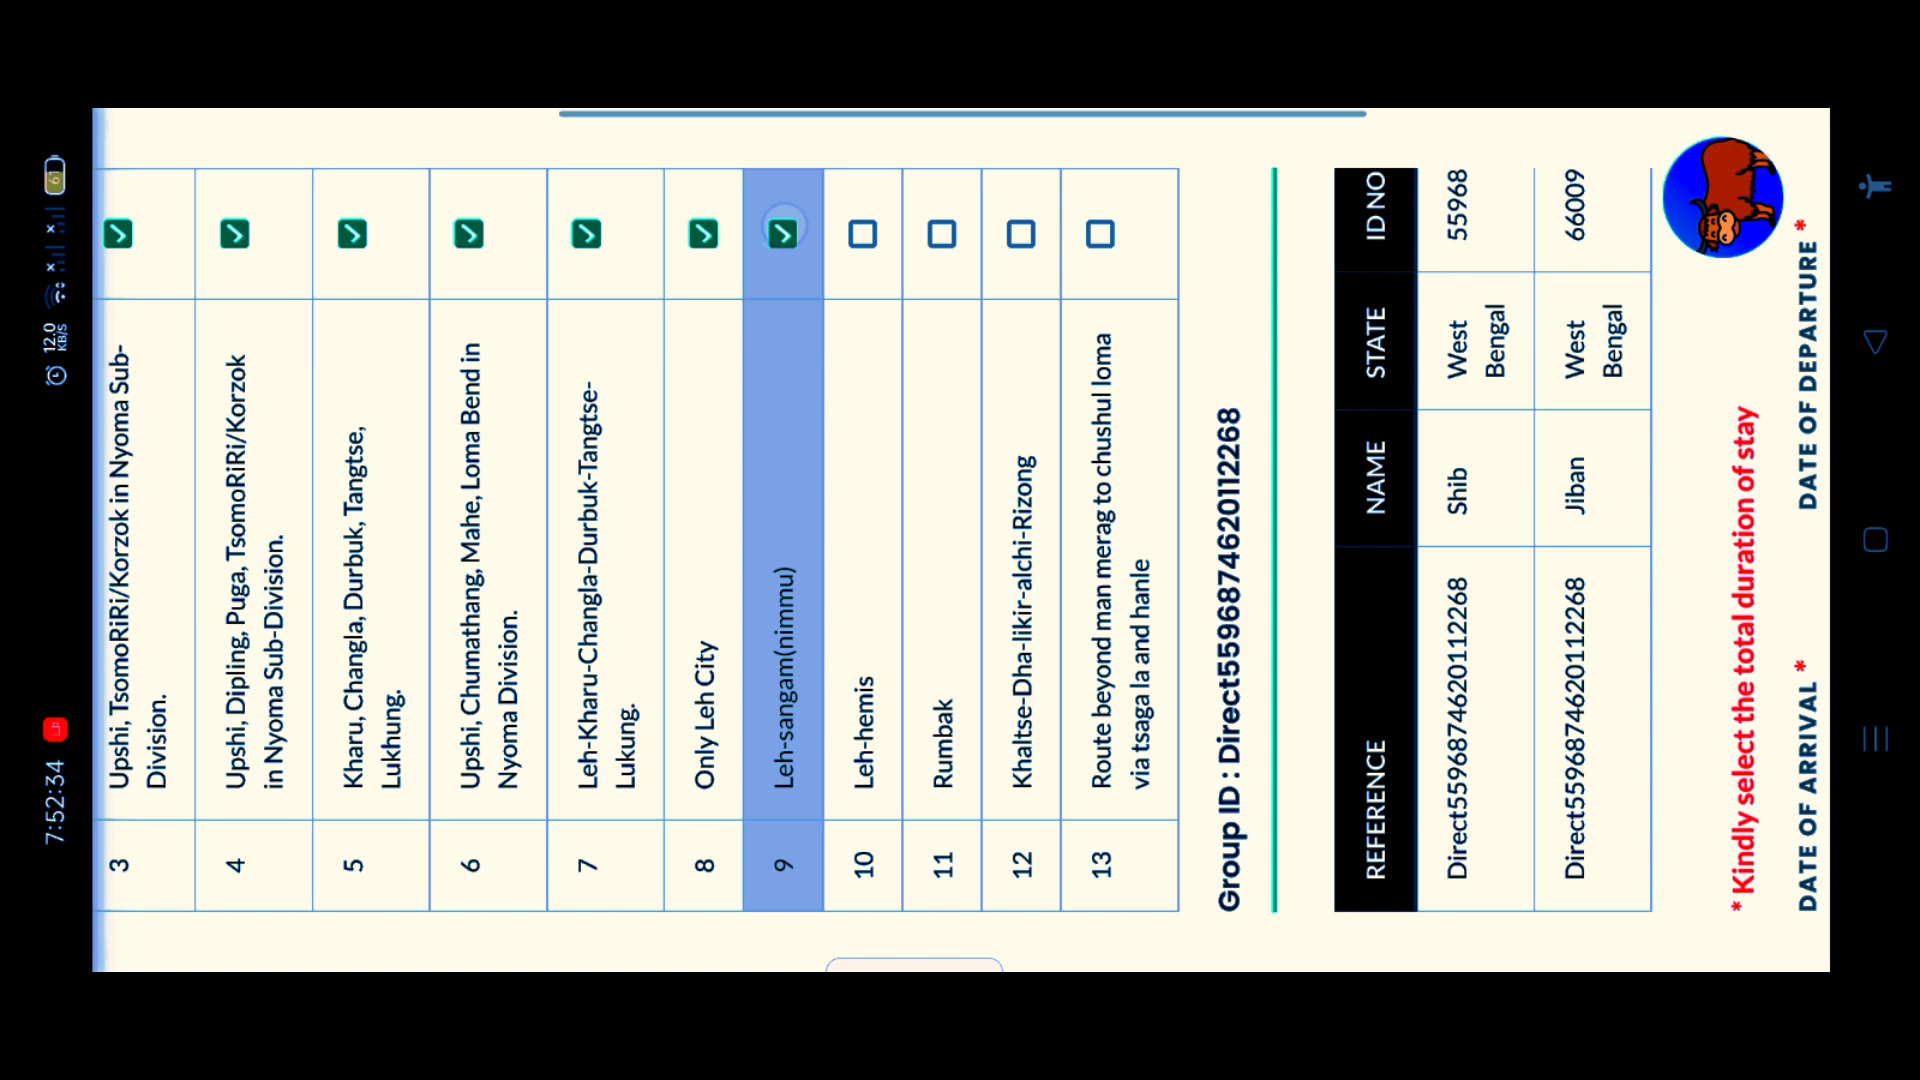 7:52:34
12.0
KB/S
61
3
Upshi, TsomoRiRi/Korzok in Nyoma Sub-
Division.
4
Upshi, Dipling, Puga, TsomoRiRi/Korzok
in Nyoma Sub-Division.
5
Kharu, Changla, Durbuk, Tangtse,
Lukhung.
6
Upshi, Chumathang, Mahe, Loma Bend in
Nyoma Division.
7
Leh-Kharu-Changla-Durbuk-Tangtse-
Lukung.
8
Only Leh City
9
Leh-sangam(nimmu)
10
Leh-hemis
11
Rumbak
12
Khaltse-Dha-likir-alchi-Rizong
13
Route beyond man merag to chushul loma
via tsaga la and hanle
Group ID : Direct559687462011​2268
REFERENCE NAME STATE ID NO
Direct5596874620112268 Shib West Bengal 55968
Direct5596874620112268 Jiban West Bengal 66009
* Kindly select the total duration of stay
DATE OF ARRIVAL * DATE OF DEPARTURE *